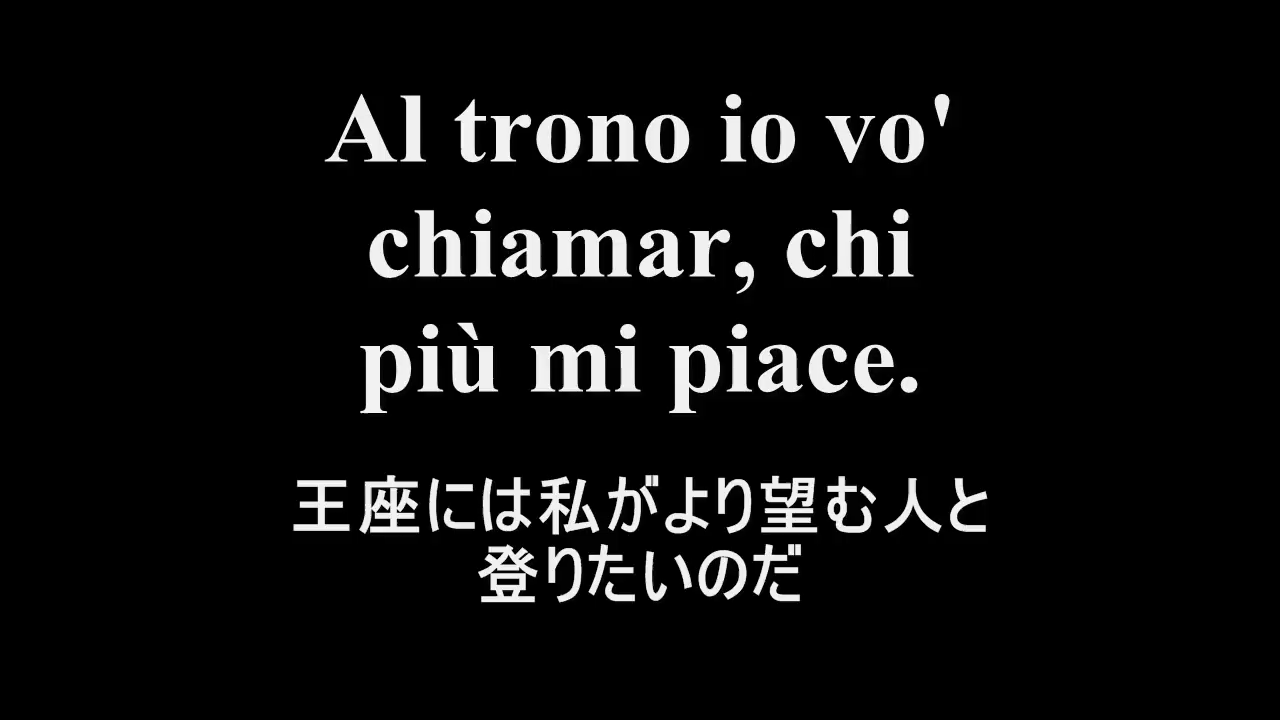 Al trono io vo'
chiamar, chi
più mi piace.
王座には私がより望む人と
登りたいのだ